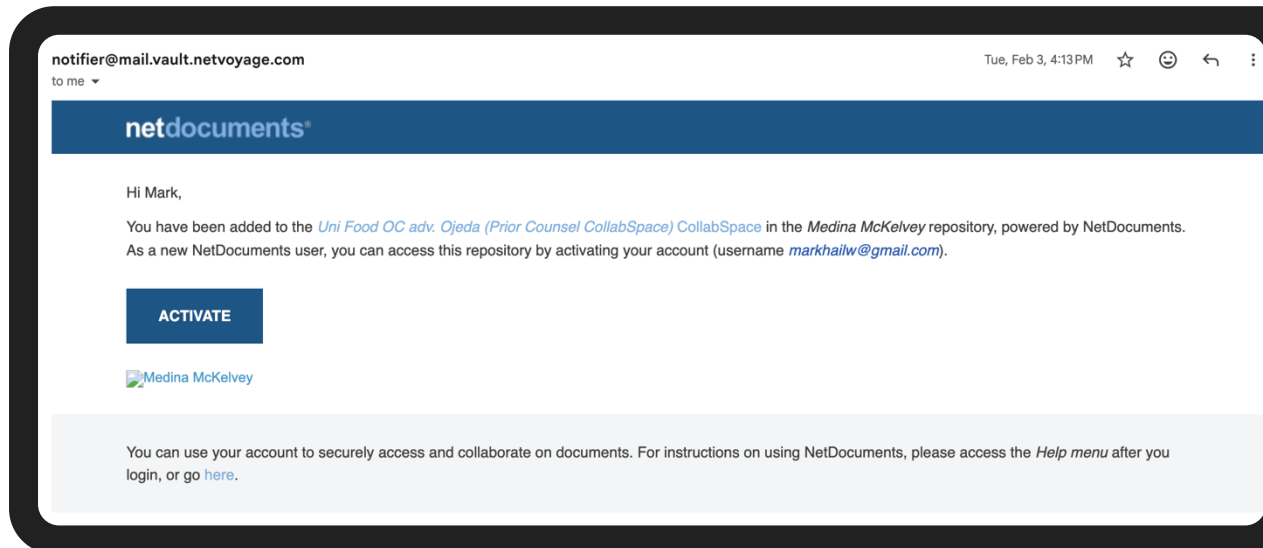 notifier@mail.vault.netvoyage.com
Tue, Feb 3, 4:13 PM
to me
netdocuments®
Hi Mark,
You have been added to the Uni Food OC adv. Ojeda (Prior Counsel CollabSpace) CollabSpace in the Medina McKelvey repository, powered by NetDocuments.
As a new NetDocuments user, you can access this repository by activating your account (username markhailw@gmail.com).
ACTIVATE
Medina McKelvey
You can use your account to securely access and collaborate on documents. For instructions on using NetDocuments, please access the Help menu after you
login, or go here.